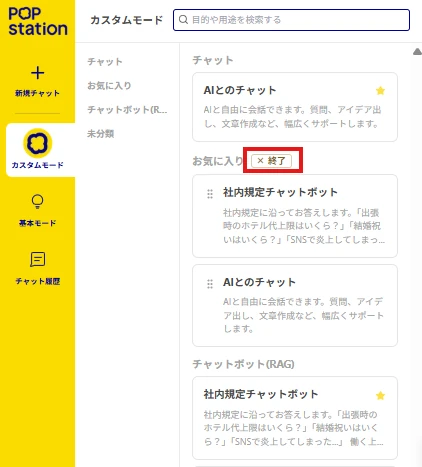 POP
station
新規チャット
カスタムモード
基本モード
チャット履歴
カスタムモード
目的や用途を検索する
チャット
お気に入り
チャットボット(R...
未分類
チャット
AIとのチャット
AIと自由に会話できます。質問、アイデア出
し、文章作成など、幅広くサポートします。
お気に入り
× 終了
社内規定チャットボット
社内規定に沿ってお答えします。「出張
時のホテル代上限はいくら？」「結婚祝
いはいくら？」「SNSで炎上してしまっ...
AIとのチャット
AIと自由に会話できます。質問、アイデ
ア出し、文章作成など、幅広くサポート
します。
チャットボット(RAG)
社内規定チャットボット
社内規定に沿ってお答えします。「出張時の
ホテル代上限はいくら？」「結婚祝いはいく
ら？」「SNSで炎上してしまった...」 働く上...